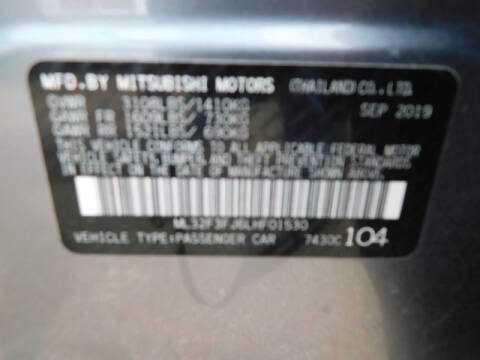 MFD.BY MITSUBISHI MOTORS (THAILAND) CO., LTD.
GVWR 3108LBS/1410KG SEP 2019
GAWR FR 1609LBS/ 730KG
GAWR RR 1521LBS/ 690KG
THIS VEHICLE CONFORMS TO ALL APPLICABLE FEDERAL MOTOR
VEHICLE SAFETY, BUMPER, AND THEFT PREVENTION STANDARDS
IN EFFECT ON THE DATE OF MANUFACTURE SHOWN ABOVE.
ML32F3FJ6LHF01530
VEHICLE TYPE:PASSENGER CAR 7430C 104